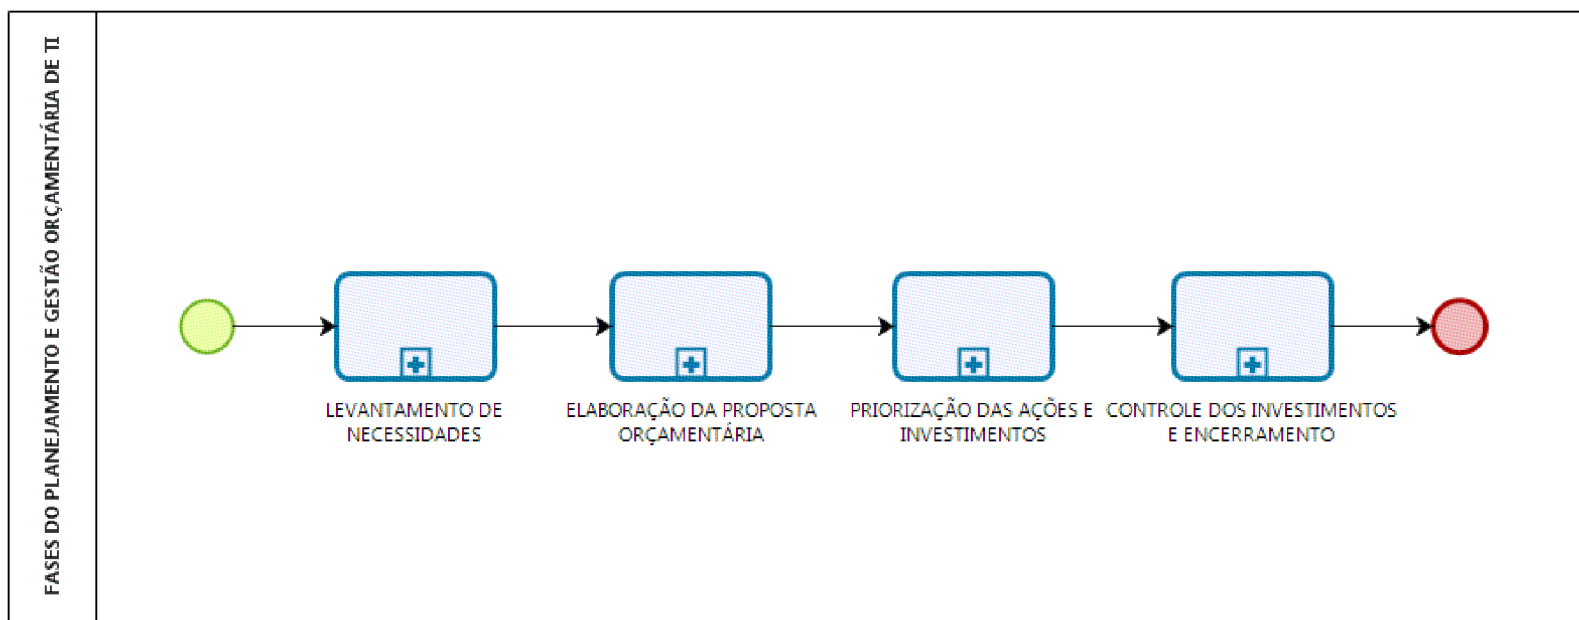 FASES DO PLANEJAMENTO E GESTÃO ORÇAMENTÁRIA DE TI
LEVANTAMENTO DE
NECESSIDADES
ELABORAÇÃO DA PROPOSTA
ORÇAMENTÁRIA
PRIORIZAÇÃO DAS AÇÕES E
INVESTIMENTOS
CONTROLE DOS INVESTIMENTOS
E ENCERRAMENTO